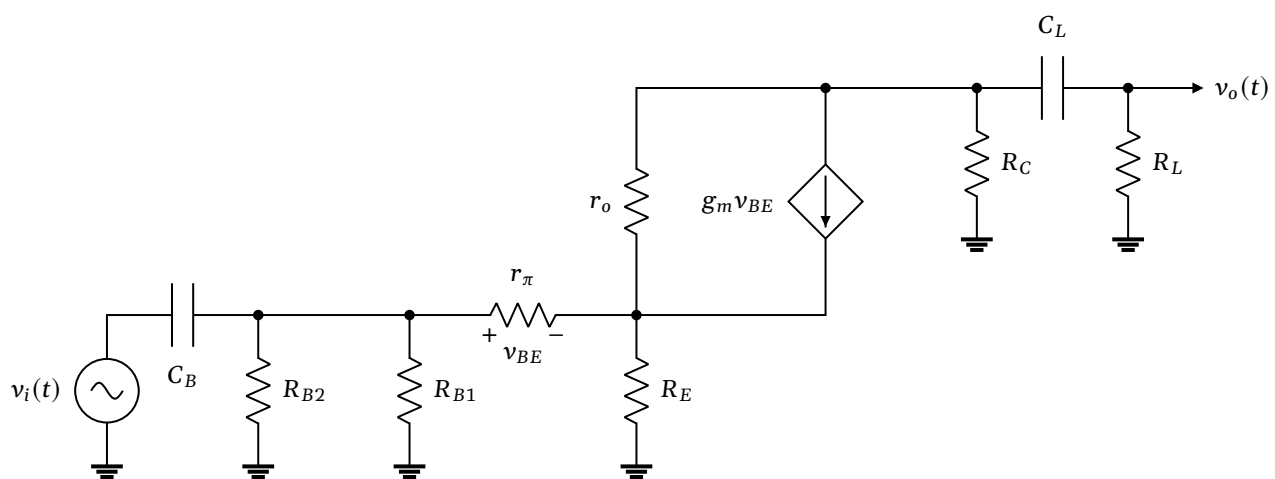 C_L
v_o(t)
R_C
R_L
r_o
g_m v_BE
r_π
+
−
v_BE
C_B
v_i(t)
R_B2
R_B1
R_E